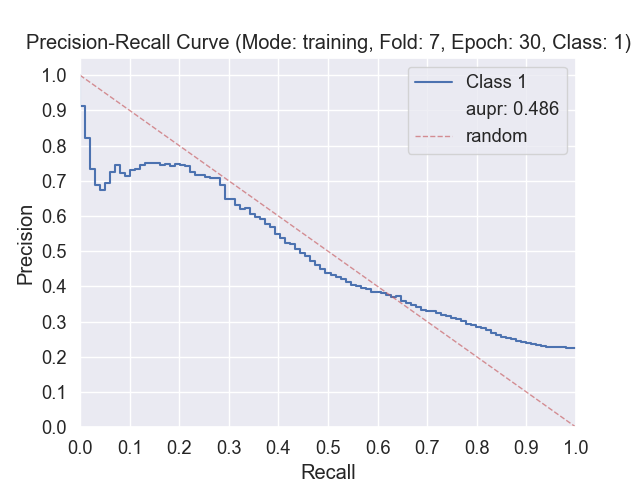 Precision-Recall Curve (Mode: training, Fold: 7, Epoch: 30, Class: 1)
Class 1
aupr: 0.486
random
Precision
1.0
0.9
0.8
0.7
0.6
0.5
0.4
0.3
0.2
0.1
0.0
0.0 0.1 0.2 0.3 0.4 0.5 0.6 0.7 0.8 0.9 1.0
Recall